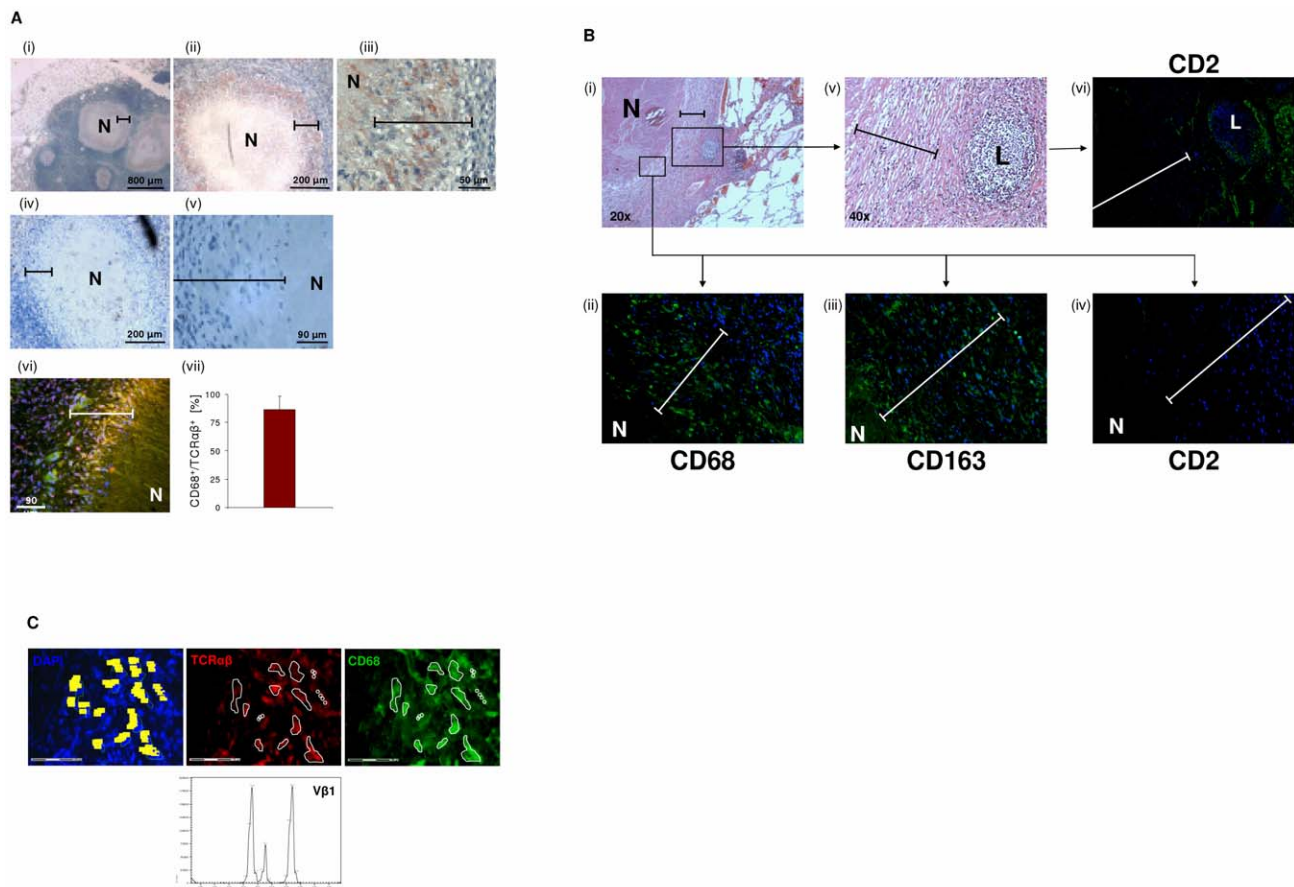 A
(i)
(ii)
(iii)
N
800 µm
N
200 µm
N
50 µm
(iv)
(v)
N
200 µm
N
90 µm
(vi)
(vii)
N
90
CD68⁺/TCRαβ⁺ [%]
100
75
50
25
0
B
CD2
(i)
(v)
(vi)
N
20x
L
40x
L
(ii)
(iii)
(iv)
N
N
N
CD68
CD163
CD2
C
DAPI
TCRαβ
CD68
Vβ1